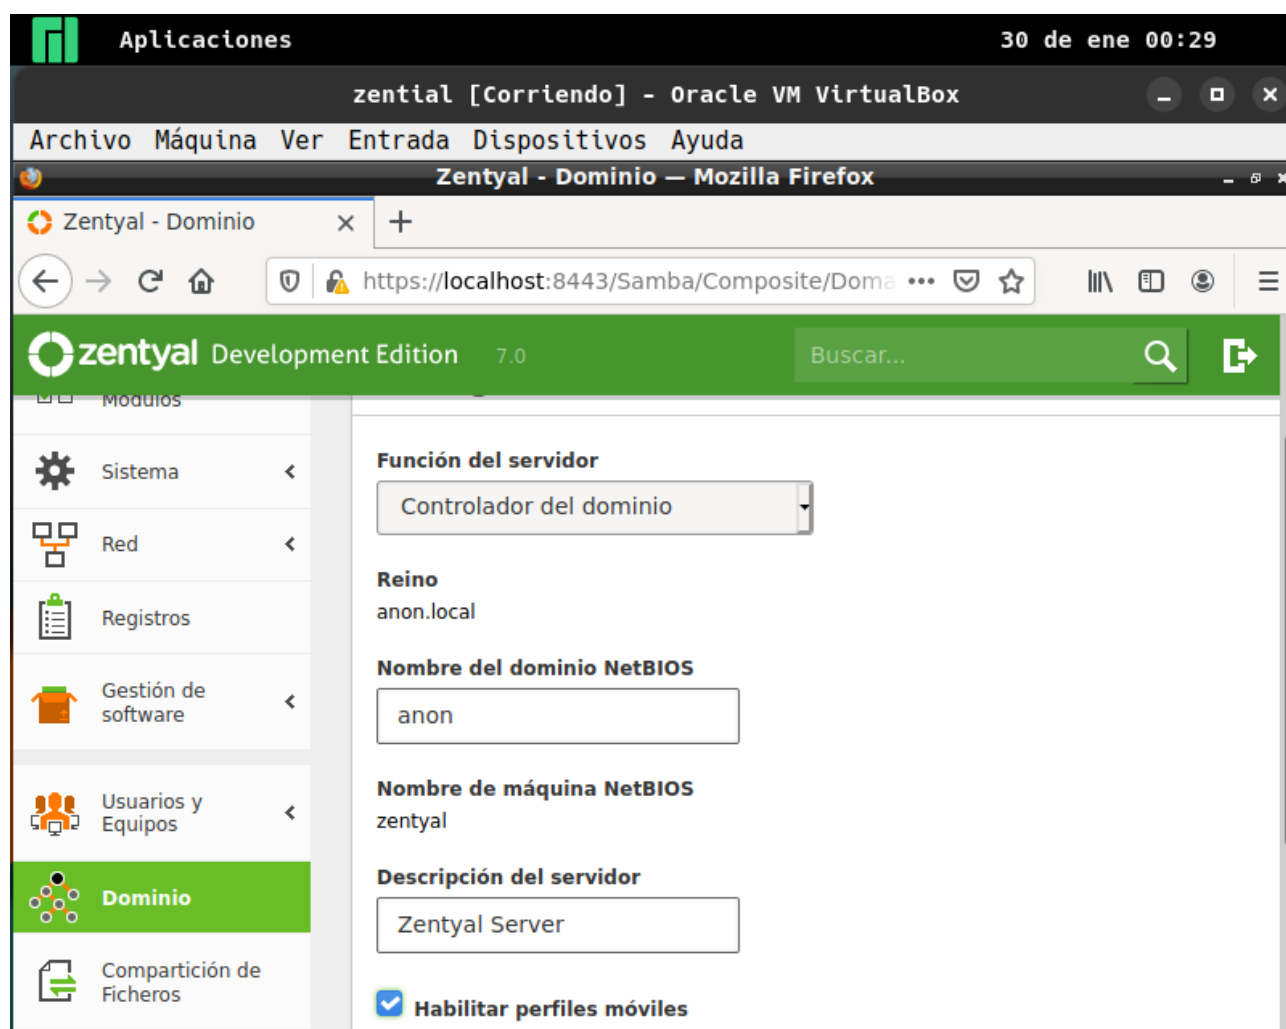 Aplicaciones
30 de ene 00:29
zential [Corriendo] - Oracle VM VirtualBox
Archivo Máquina Ver Entrada Dispositivos Ayuda
Zentyal - Dominio — Mozilla Firefox
Zentyal - Dominio
https://localhost:8443/Samba/Composite/Doma
zentyal Development Edition 7.0
Buscar...
Módulos
Sistema
Red
Registros
Gestión de
software
Usuarios y
Equipos
Dominio
Compartición de
Ficheros
Función del servidor
Controlador del dominio
Reino
anon.local
Nombre del dominio NetBIOS
anon
Nombre de máquina NetBIOS
zentyal
Descripción del servidor
Zentyal Server
Habilitar perfiles móviles